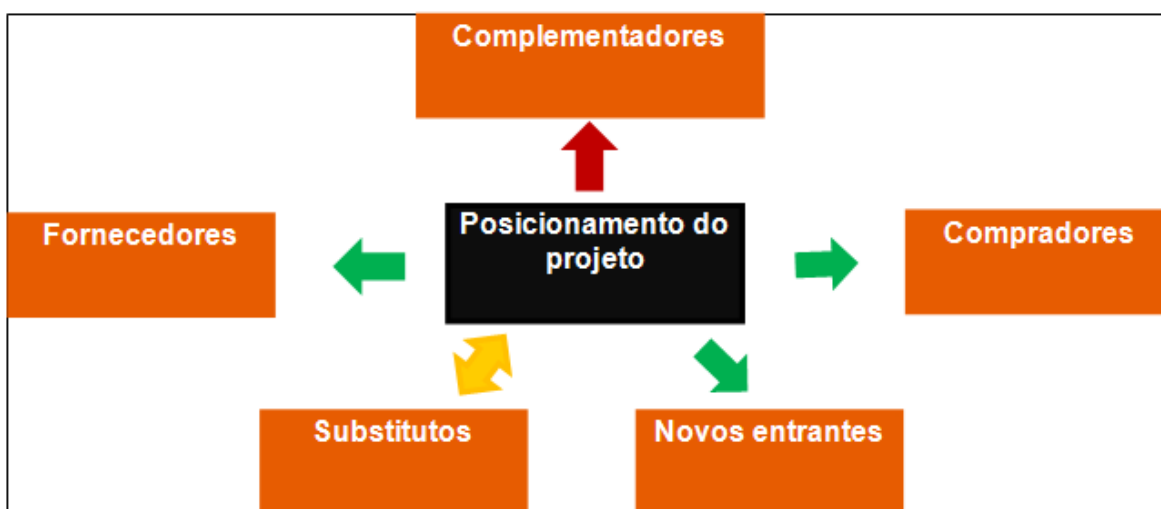 Complementadores
Fornecedores
Posicionamento do
projeto
Compradores
Substitutos
Novos entrantes